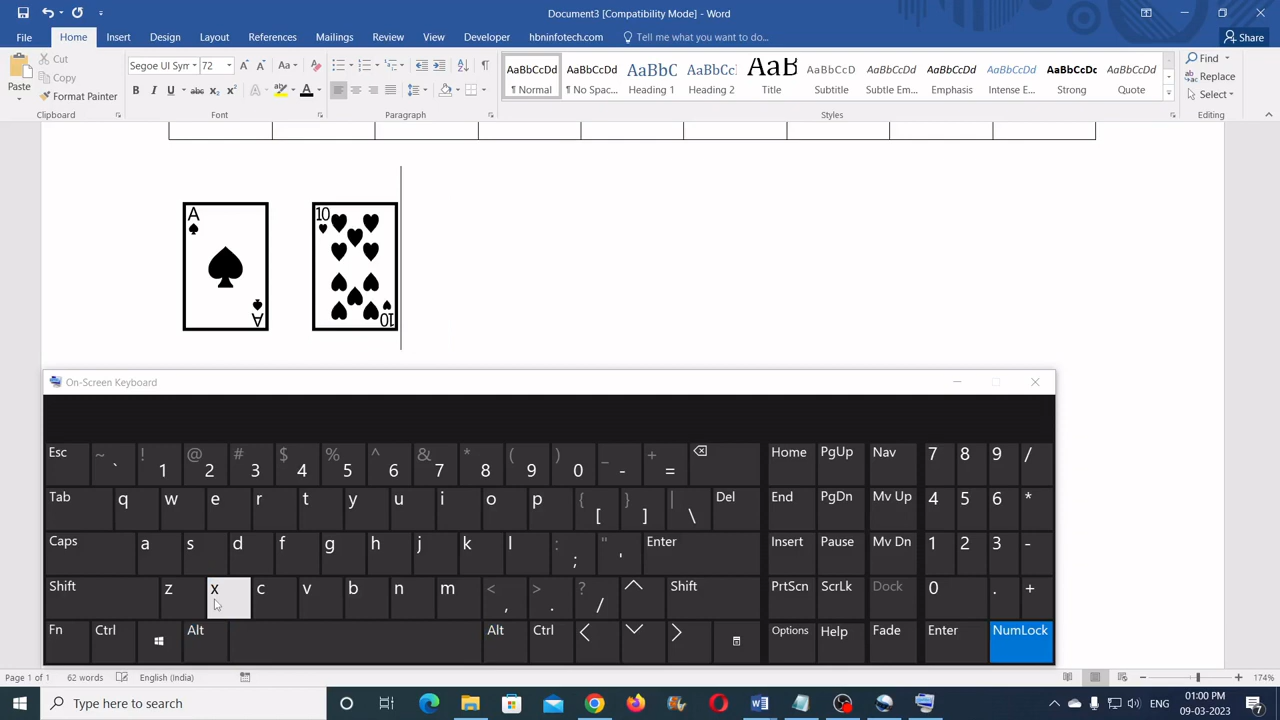 Document3 [Compatibility Mode] - Word
File Home Insert Design Layout References Mailings Review View Developer hbninfotech.com Tell me what you want to do... Share
Paste
Cut
Copy
Format Painter
Clipboard
Segoe UI Sym 72
Aa
B I U abc X₂ X² A A
Font
Paragraph
AaBbCcDd AaBbCcDd AaBbC AaBbCc AaB AaBbCcD AaBbCcDd AaBbCcDd AaBbCcDd AaBbCcDc AaBbCcDd
¶ Normal ¶ No Spac... Heading 1 Heading 2 Title Subtitle Subtle Em... Emphasis Intense E... Strong Quote
Styles
Find
Replace
Select
Editing
A 10
A 10
On-Screen Keyboard
Esc ~ ` ! 1 @ 2 # 3 $ 4 % 5 ^ 6 & 7 * 8 ( 9 ) 0 _ - + = Home PgUp Nav 7 8 9 /
Tab q w e r t y u i o p { [ } ] | \ Del End PgDn Mv Up 4 5 6 *
Caps a s d f g h j k l : ; " ' Enter Insert Pause Mv Dn 1 2 3 -
Shift z x c v b n m < , > . ? / Shift PrtScn ScrLk Dock 0 . +
Fn Ctrl Alt Alt Ctrl Options Help Fade Enter NumLock
Page 1 of 1 62 words English (India) 174%
Type here to search
ENG
01:00 PM
09-03-2023
7